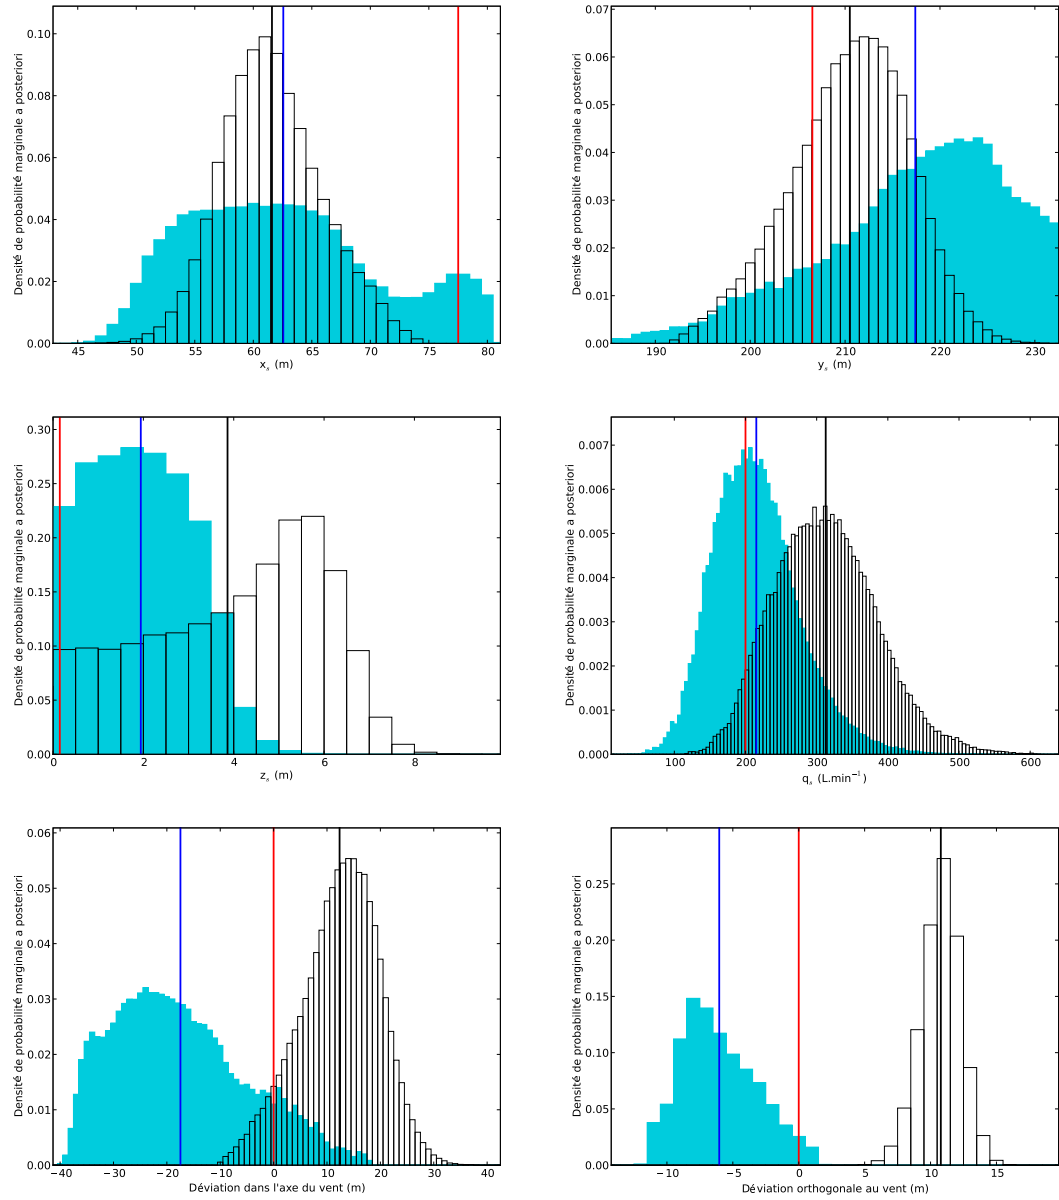 Densité de probabilité marginale a posteriori
0.10
0.08
0.06
0.04
0.02
0.00
45 50 55 60 65 70 75 80
xₛ (m)
Densité de probabilité marginale a posteriori
0.07
0.06
0.05
0.04
0.03
0.02
0.01
0.00
190 200 210 220 230
yₛ (m)
Densité de probabilité marginale a posteriori
0.30
0.25
0.20
0.15
0.10
0.05
0.00
0 2 4 6 8
zₛ (m)
Densité de probabilité marginale a posteriori
0.007
0.006
0.005
0.004
0.003
0.002
0.001
0.000
100 200 300 400 500 600
qₛ (L.min⁻¹)
Densité de probabilité marginale a posteriori
0.06
0.05
0.04
0.03
0.02
0.01
0.00
−40 −30 −20 −10 0 10 20 30 40
Déviation dans l'axe du vent (m)
Densité de probabilité marginale a posteriori
0.25
0.20
0.15
0.10
0.05
0.00
−10 −5 0 5 10 15
Déviation orthogonale au vent (m)